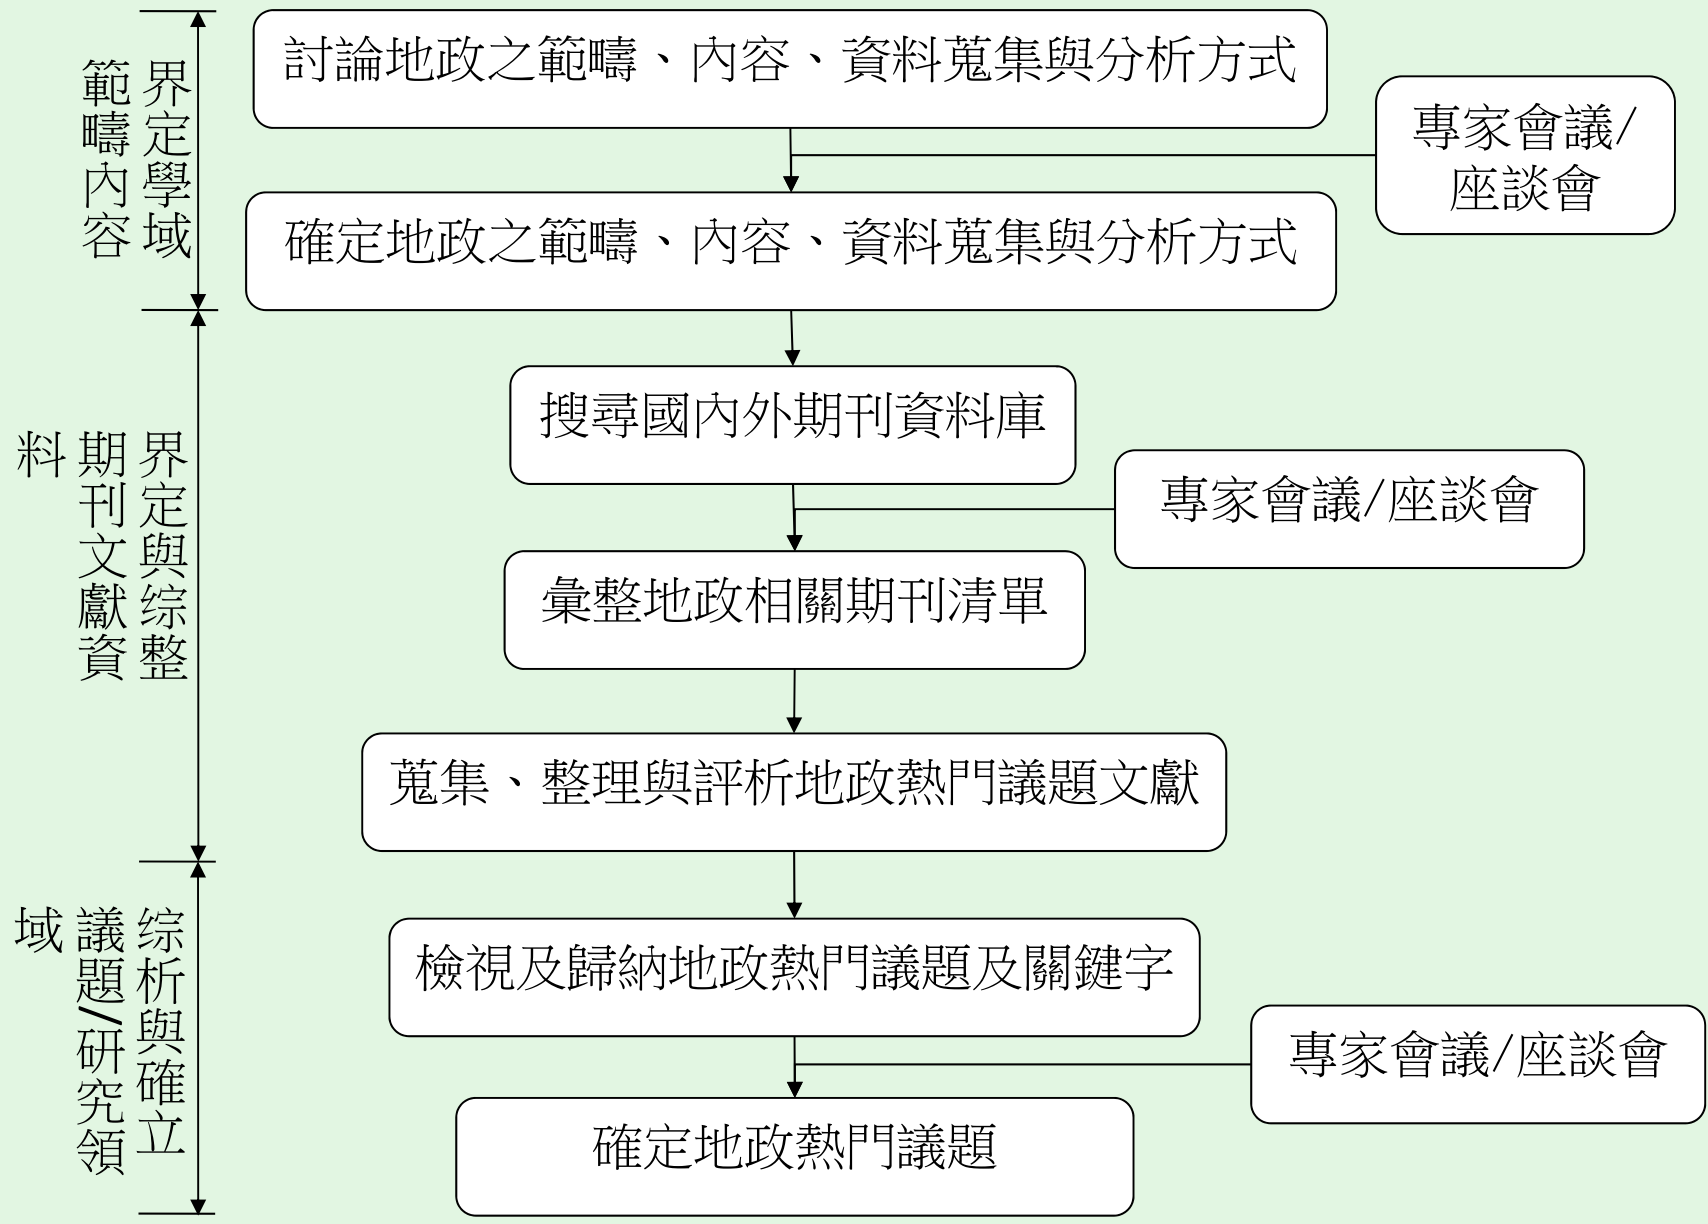 界定學域
範疇內容
討論地政之範疇、內容、資料蒐集與分析方式
專家會議/
座談會
確定地政之範疇、內容、資料蒐集與分析方式
界定與综整
期刊文獻資
料
搜尋國內外期刊資料庫
專家會議/座談會
彙整地政相關期刊清單
蒐集、整理與評析地政熱門議題文獻
综析與確立
議題/研究領
域
檢視及歸納地政熱門議題及關鍵字
專家會議/座談會
確定地政熱門議題